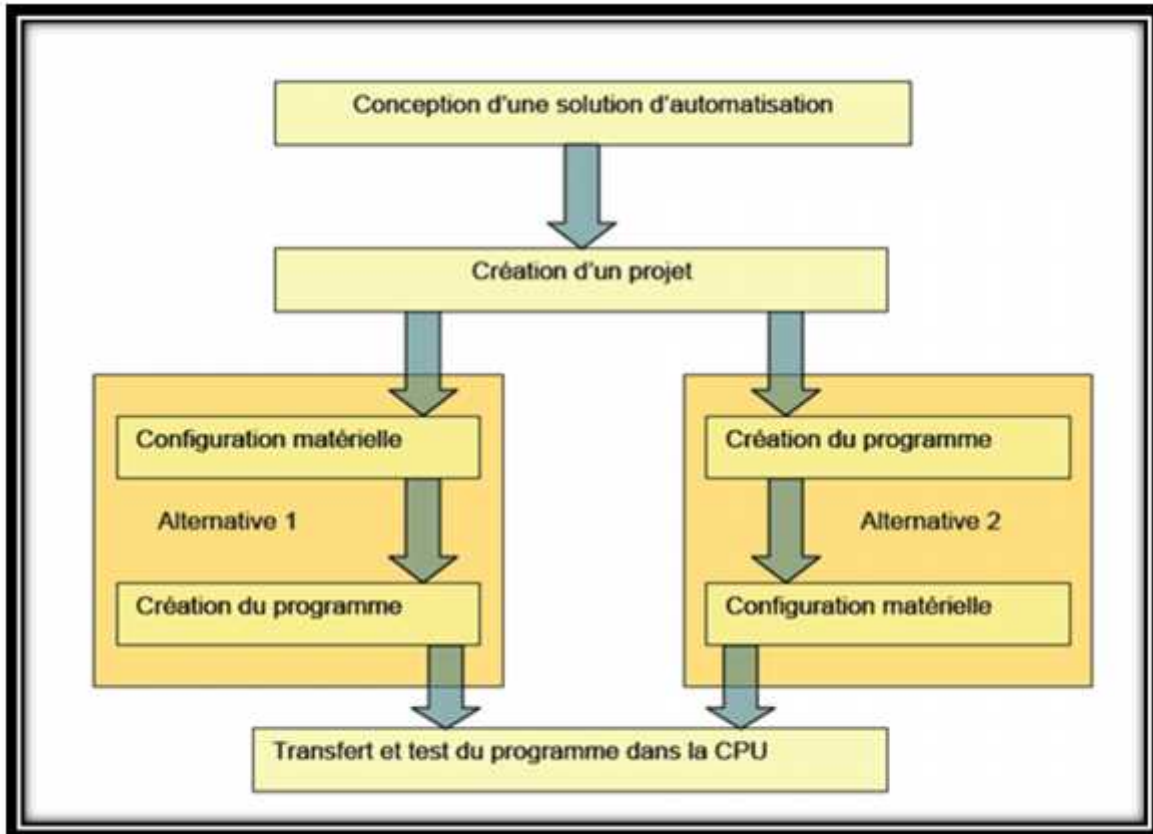 Conception d'une solution d'automatisation
Création d'un projet
Configuration matérielle
Alternative 1
Création du programme
Création du programme
Alternative 2
Configuration matérielle
Transfert et test du programme dans la CPU